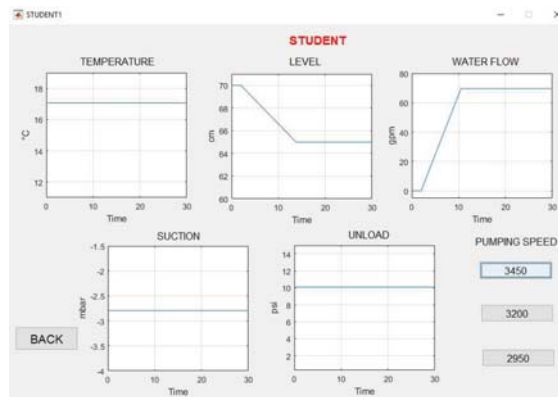 STUDENT1
STUDENT
TEMPERATURE
18
16
14
12
°C
0 10 20 30
Time
LEVEL
70
68
66
64
62
60
cm
0 10 20 30
Time
WATER FLOW
80
60
40
20
0
gpm
0 10 20 30
Time
SUCTION
-1.5
-2
-2.5
-3
-3.5
-4
mbar
0 10 20 30
Time
UNLOAD
14
12
10
8
6
4
2
psi
0 10 20 30
Time
PUMPING SPEED
3450
3200
2950
BACK